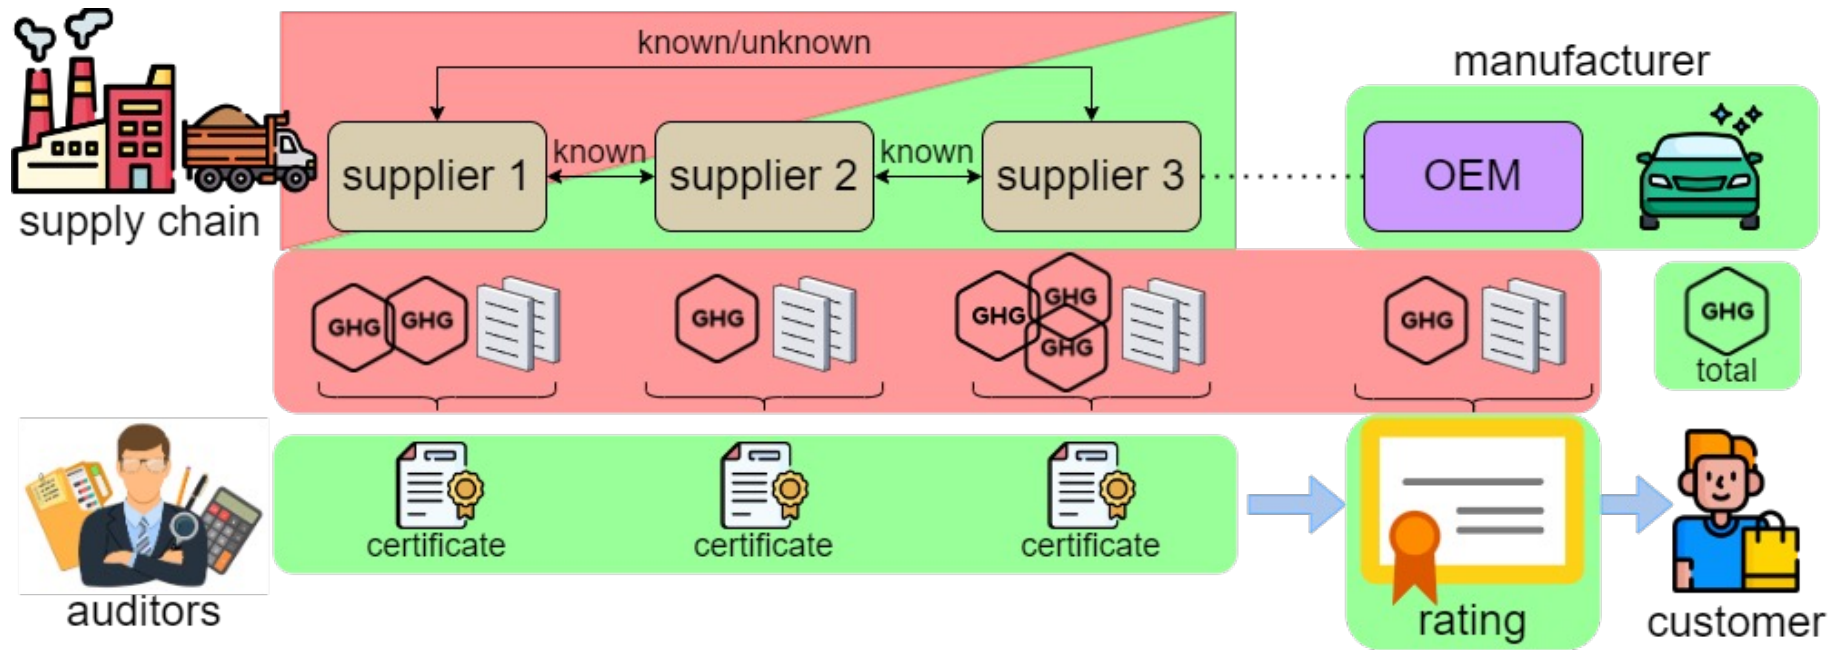 known/unknown
manufacturer
supplier 1
known
supplier 2
known
supplier 3
OEM
supply chain
GHG
GHG
GHG
GHG
GHG
GHG
GHG
GHG
total
certificate
certificate
certificate
auditors
rating
customer